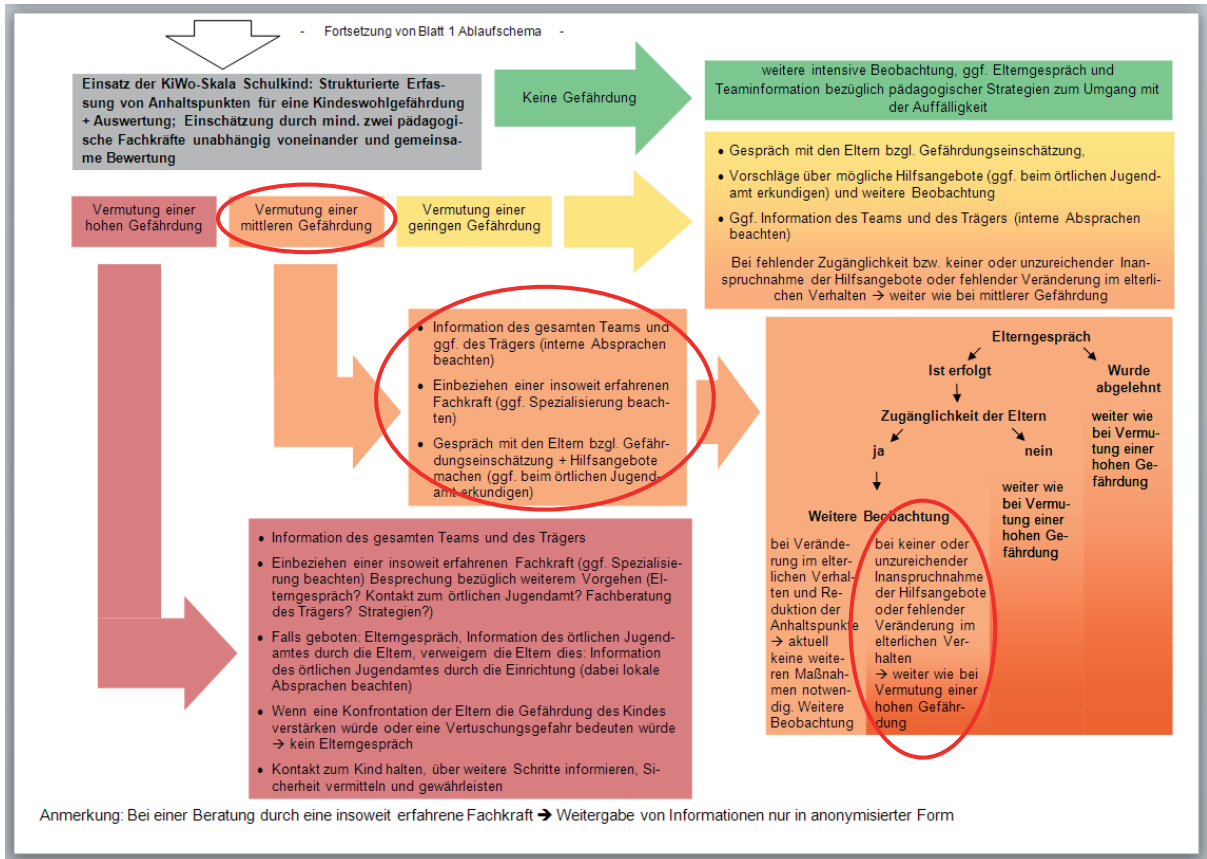 - Fortsetzung von Blatt 1 Ablaufschema -
Einsatz der KiWo-Skala Schulkind: Strukturierte Erfas-
sung von Anhaltspunkten für eine Kindeswohlgefährdung
+ Auswertung; Einschätzung durch mind. zwei pädagogi-
sche Fachkräfte unabhängig voneinander und gemeinsa-
me Bewertung
Keine Gefährdung
weitere intensive Beobachtung, ggf. Elterngespräch und
Teaminformation bezüglich pädagogischer Strategien zum Umgang mit
der Auffälligkeit
Vermutung einer
hohen Gefährdung
Vermutung einer
mittleren Gefährdung
Vermutung einer
geringen Gefährdung
• Gespräch mit den Eltern bzgl. Gefährdungseinschätzung,
• Vorschläge über mögliche Hilfsangebote (ggf. beim örtlichen Jugend-
amt erkundigen) und weitere Beobachtung
• Ggf. Information des Teams und des Trägers (interne Absprachen
beachten)
Bei fehlender Zugänglichkeit bzw. keiner oder unzureichender Inan-
spruchnahme der Hilfsangebote oder fehlender Veränderung im elterli-
chen Verhalten → weiter wie bei mittlerer Gefährdung
• Information des gesamten Teams und
ggf. des Trägers (interne Absprachen
beachten)
• Einbeziehen einer insoweit erfahrenen
Fachkraft (ggf. Spezialisierung beach-
ten)
• Gespräch mit den Eltern bzgl. Gefähr-
dungseinschätzung + Hilfsangebote
machen (ggf. beim örtlichen Jugend-
amt erkundigen)
Elterngespräch
Ist erfolgt
Wurde
abgelehnt
Zugänglichkeit der Eltern
weiter wie
bei Vermu-
tung einer
hohen Ge-
fährdung
ja
nein
weiter wie
bei Vermu-
tung einer
hohen Ge-
fährdung
Weitere Beobachtung
bei Verände-
rung im elter-
lichen Verhal-
ten und Re-
duktion der
Anhaltspunkte
→ aktuell
keine weite-
ren Maßnah-
men notwen-
dig. Weitere
Beobachtung
bei keiner oder
unzureichender
Inanspruchnahme
der Hilfsangebote
oder fehlender
Veränderung im
elterlichen Ver-
halten
→ weiter wie bei
Vermutung einer
hohen Gefähr-
dung
• Information des gesamten Teams und des Trägers
• Einbeziehen einer insoweit erfahrenen Fachkraft (ggf. Spezialisie-
rung beachten) Besprechung bezüglich weiterem Vorgehen (El-
terngespräch? Kontakt zum örtlichen Jugendamt? Fachberatung
des Trägers? Strategien?)
• Falls geboten: Elterngespräch, Information des örtlichen Jugend-
amtes durch die Eltern, verweigern die Eltern dies: Information
des örtlichen Jugendamtes durch die Einrichtung (dabei lokale
Absprachen beachten)
• Wenn eine Konfrontation der Eltern die Gefährdung des Kindes
verstärken würde oder eine Vertuschungsgefahr bedeuten würde
→ kein Elterngespräch
• Kontakt zum Kind halten, über weitere Schritte informieren, Si-
cherheit vermitteln und gewährleisten
Anmerkung: Bei einer Beratung durch eine insoweit erfahrene Fachkraft ➔ Weitergabe von Informationen nur in anonymisierter Form